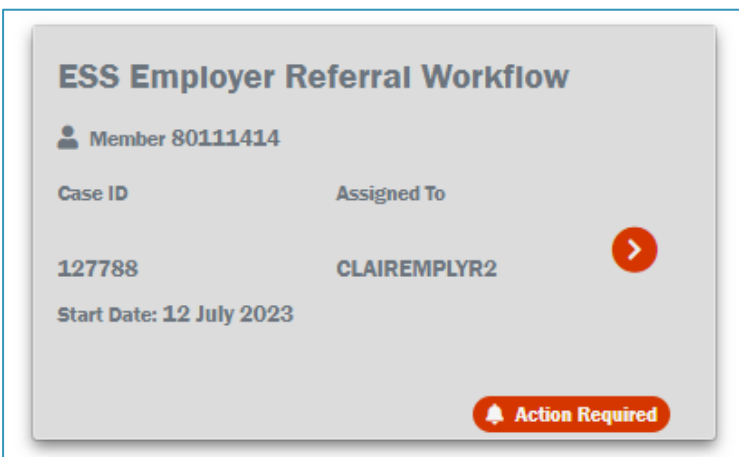 ESS Employer Referral Workflow
Member 80111414
Case ID Assigned To
127788 CLAIREMPLYR2
Start Date: 12 July 2023
Action Required